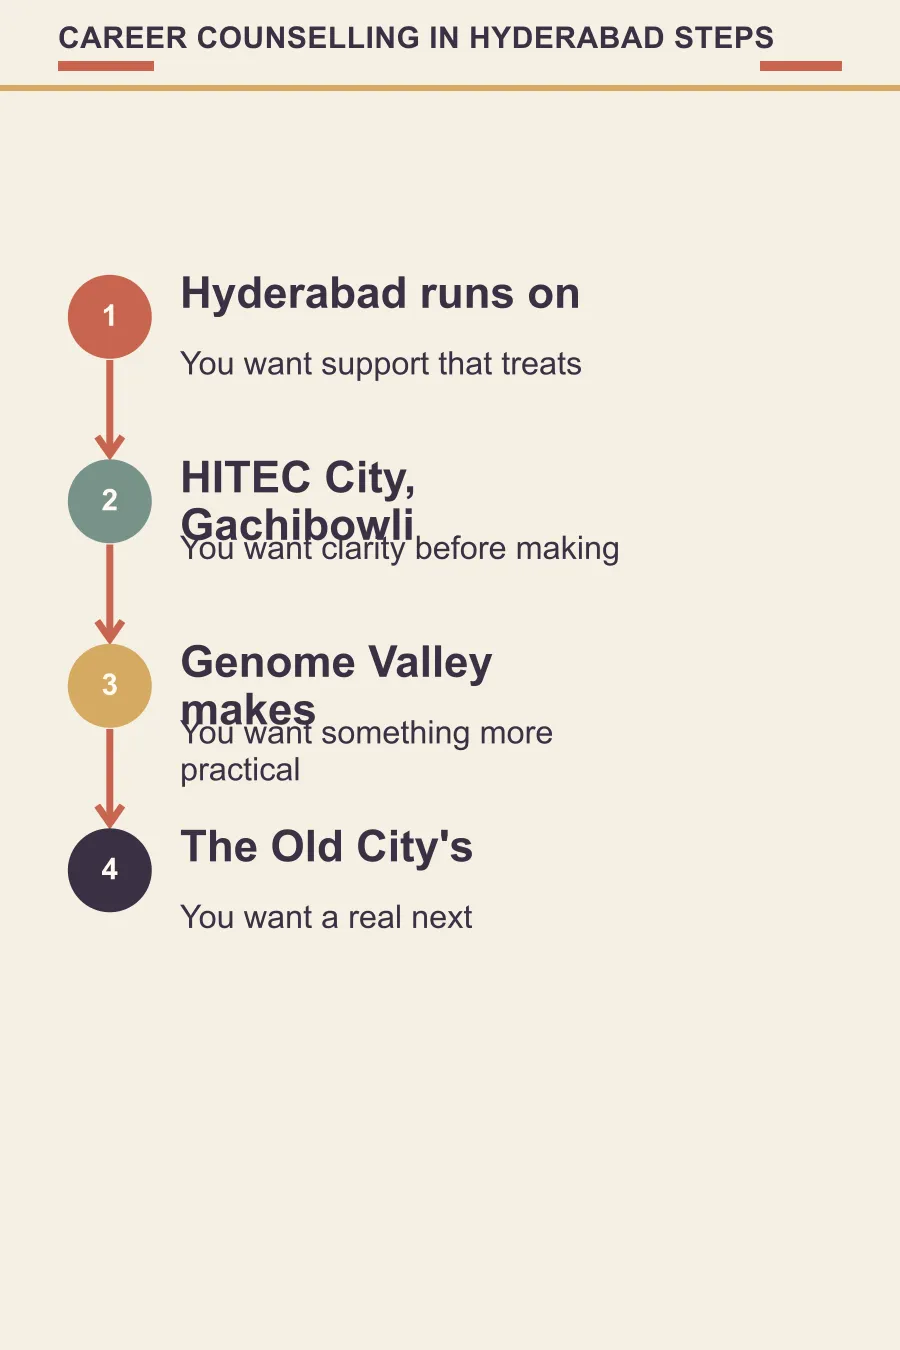 CAREER COUNSELLING IN HYDERABAD STEPS
1
Hyderabad runs on
You want support that treats
2
HITEC City,
Gachibowli
You want clarity before making
3
Genome Valley
makes
You want something more
practical
4
The Old City's
You want a real next